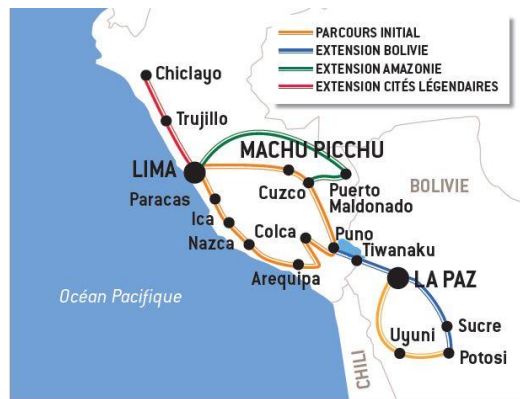 PARCOURS INITIAL
EXTENSION BOLIVIE
EXTENSION AMAZONIE
EXTENSION CITÉS LÉGENDAIRES
Chiclayo
Trujillo
MACHU PICCHU
LIMA
Cuzco
Puerto
Maldonado
BOLIVIE
Paracas
Ica
Nazca
Colca
Puno
Tiwanaku
Arequipa
LA PAZ
Océan Pacifique
Uyuni
Sucre
Potosi
CHILI